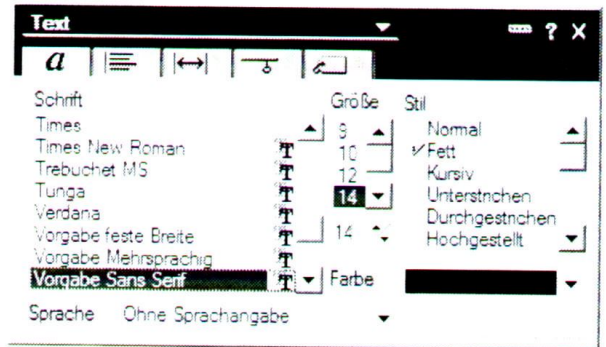 Text
?
a
Schrift
Größe
Stil
Times
Times New Roman
Trebuchet MS
Tunga
Verdana
Vorgabe feste Breite
Vorgabe Mehrsprachig
Vorgabe Sans Serif
9
10
12
14
14
Normal
Fett
Kursiv
Unterstrichen
Durchgestrichen
Hochgestellt
Farbe
Sprache Ohne Sprachangabe